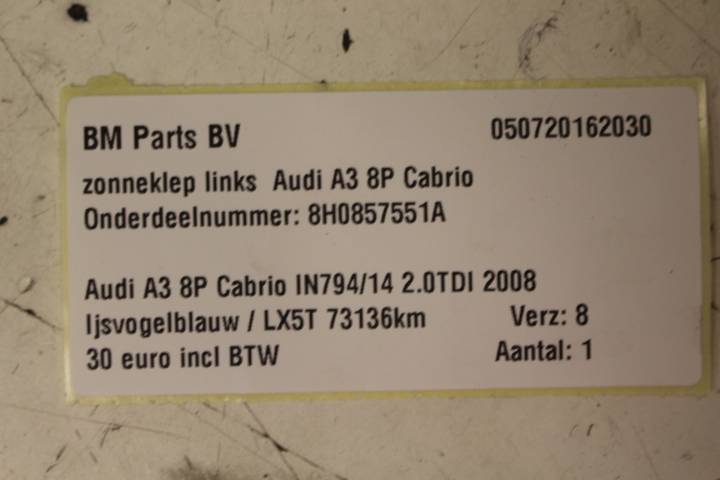 BM Parts BV 050720162030
zonneklep links Audi A3 8P Cabrio
Onderdeelnummer: 8H0857551A
Audi A3 8P Cabrio IN794/14 2.0TDI 2008
Ijsvogelblauw / LX5T 73136km Verz: 8
30 euro incl BTW Aantal: 1